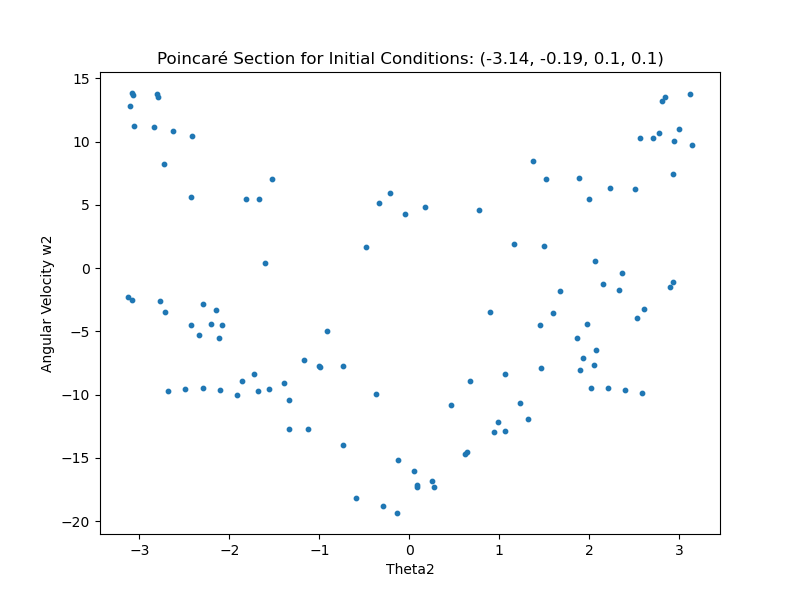 Poincaré Section for Initial Conditions: (-3.14, -0.19, 0.1, 0.1)
15
10
5
0
−5
−10
−15
−20
Angular Velocity w2
−3 −2 −1 0 1 2 3
Theta2